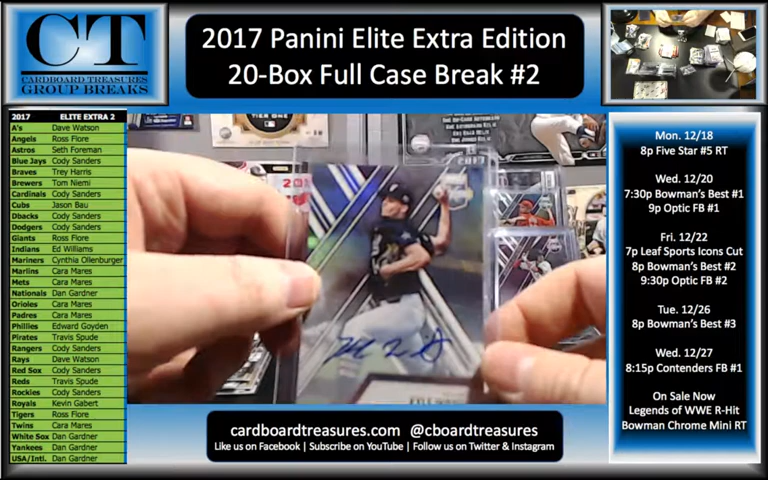 CT
CARDBOARD TREASURES
GROUP BREAKS
2017 Panini Elite Extra Edition
20-Box Full Case Break #2
2017 ELITE EXTRA 2
A's Dave Watson
Angels Ross Flore
Astros Seth Foreman
Blue Jays Cody Sanders
Braves Trey Harris
Brewers Tom Niemi
Cardinals Cody Sanders
Cubs Jason Bau
Dbacks Cody Sanders
Dodgers Cody Sanders
Giants Ross Flore
Indians Ed Williams
Mariners Cynthia Ollenburger
Marlins Cara Mares
Mets Cara Mares
Nationals Dan Gardner
Orioles Cara Mares
Padres Cara Mares
Phillies Edward Goyden
Pirates Travis Spude
Rangers Cody Sanders
Rays Dave Watson
Red Sox Cody Sanders
Reds Travis Spude
Rockies Cody Sanders
Royals Kevin Gabert
Tigers Ross Flore
Twins Cara Mares
White Sox Dan Gardner
Yankees Dan Gardner
USA/Intl. Dan Gardner
TIER ONE
Mon. 12/18
8p Five Star #5 RT
Wed. 12/20
7:30p Bowman's Best #1
9p Optic FB #1
Fri. 12/22
7p Leaf Sports Icons Cut
8p Bowman's Best #2
9:30p Optic FB #2
Tue. 12/26
8p Bowman's Best #3
Wed. 12/27
8:15p Contenders FB #1
On Sale Now
Legends of WWE R-Hit
Bowman Chrome Mini RT
cardboardtreasures.com @cboardtreasures
Like us on Facebook | Subscribe on YouTube | Follow us on Twitter & Instagram